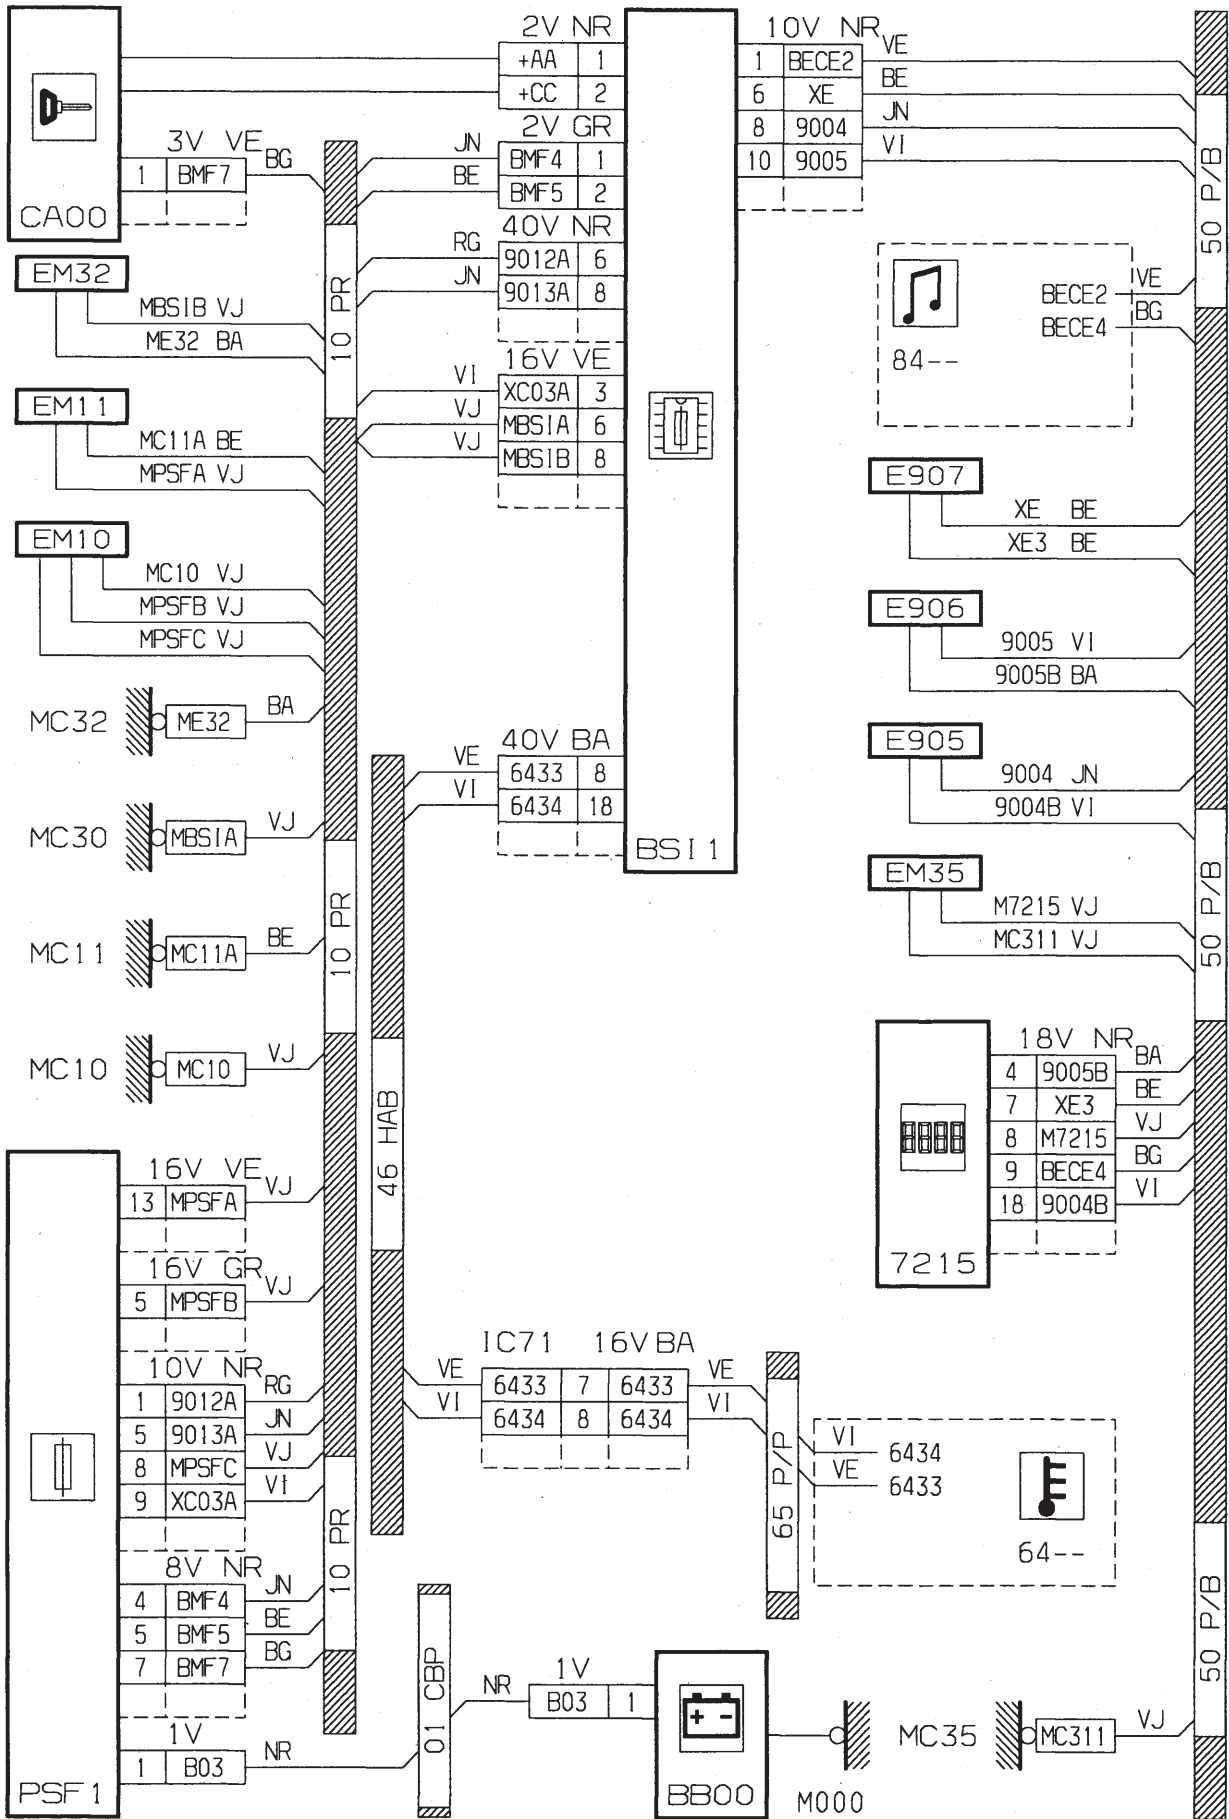 2V NR
+AA 1
+CC 2
10V NR
1 BECE2 VE
6 XE BE
8 9004 JN
10 9005 VI
50 P/B
CA00
3V VE
1 BMF7 BG
2V GR
JN BMF4 1
BE BMF5 2
40V NR
RG 9012A 6
JN 9013A 8
16V VE
VI XC03A 3
VJ MBSIA 6
VJ MBSIB 8
10 PR
EM32
MBSIB VJ
ME32 BA
EM11
MC11A BE
MPSFA VJ
EM10
MC10 VJ
MPSFB VJ
MPSFC VJ
MC32 ME32 BA
MC30 MBSIA VJ
MC11 MC11A BE
MC10 MC10 VJ
10 PR
46 HAB
40V BA
VE 6433 8
VI 6434 18
BSI1
BECE2 VE
BECE4 BG
84--
E907
XE BE
XE3 BE
E906
9005 VI
9005B BA
E905
9004 JN
9004B VI
EM35
M7215 VJ
MC311 VJ
50 P/B
18V NR
4 9005B BA
7 XE3 BE
8 M7215 VJ
9 BECE4 BG
18 9004B VI
7215
16V VE
13 MPSFA VJ
16V GR
5 MPSFB VJ
10V NR
1 9012A RG
5 9013A JN
8 MPSFC VJ
9 XC03A VI
8V NR
4 BMF4 JN
5 BMF5 BE
7 BMF7 BG
1V
1 B03 NR
PSF1
10 PR
IC71 16V BA
VE 6433 7 6433 VE
VI 6434 8 6434 VI
65 P/P
VI 6434
VE 6433
64--
01 CBP
1V
NR B03 1
BB00
M000
MC35 MC311 VJ
50 P/B